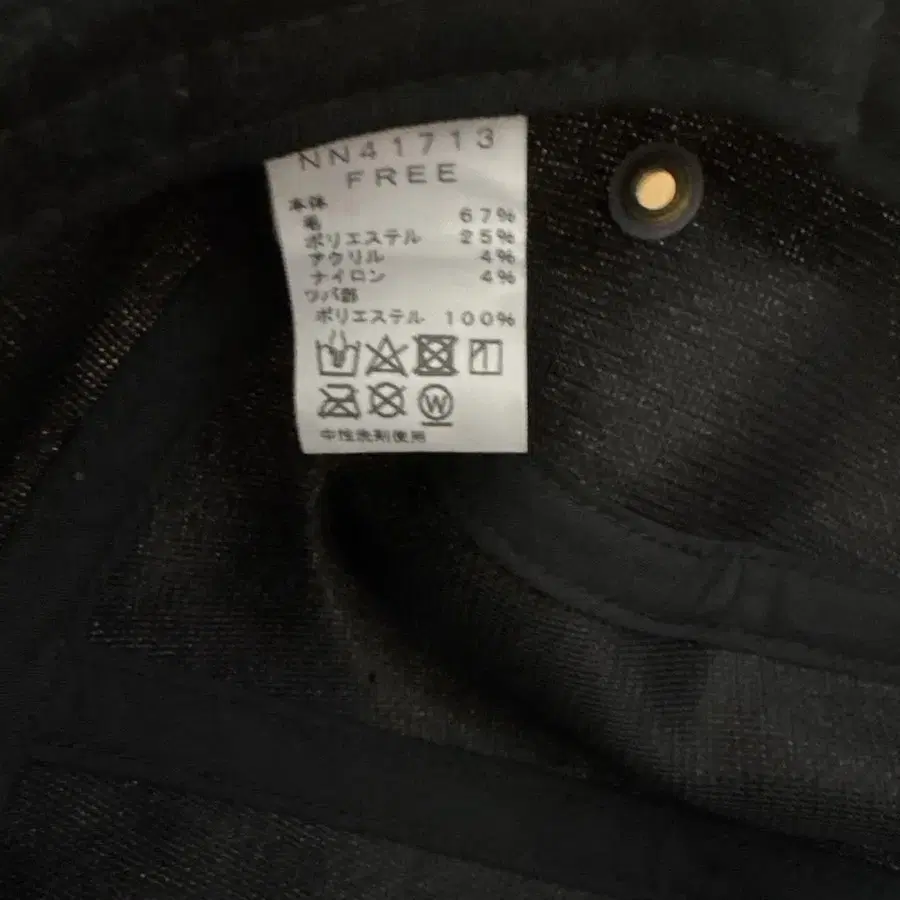 NN41713
FREE
本体
毛 67%
ポリエステル 25%
アクリル 4%
ナイロン 4%
ツバ部
ポリエステル 100%
W
中性洗剤使用